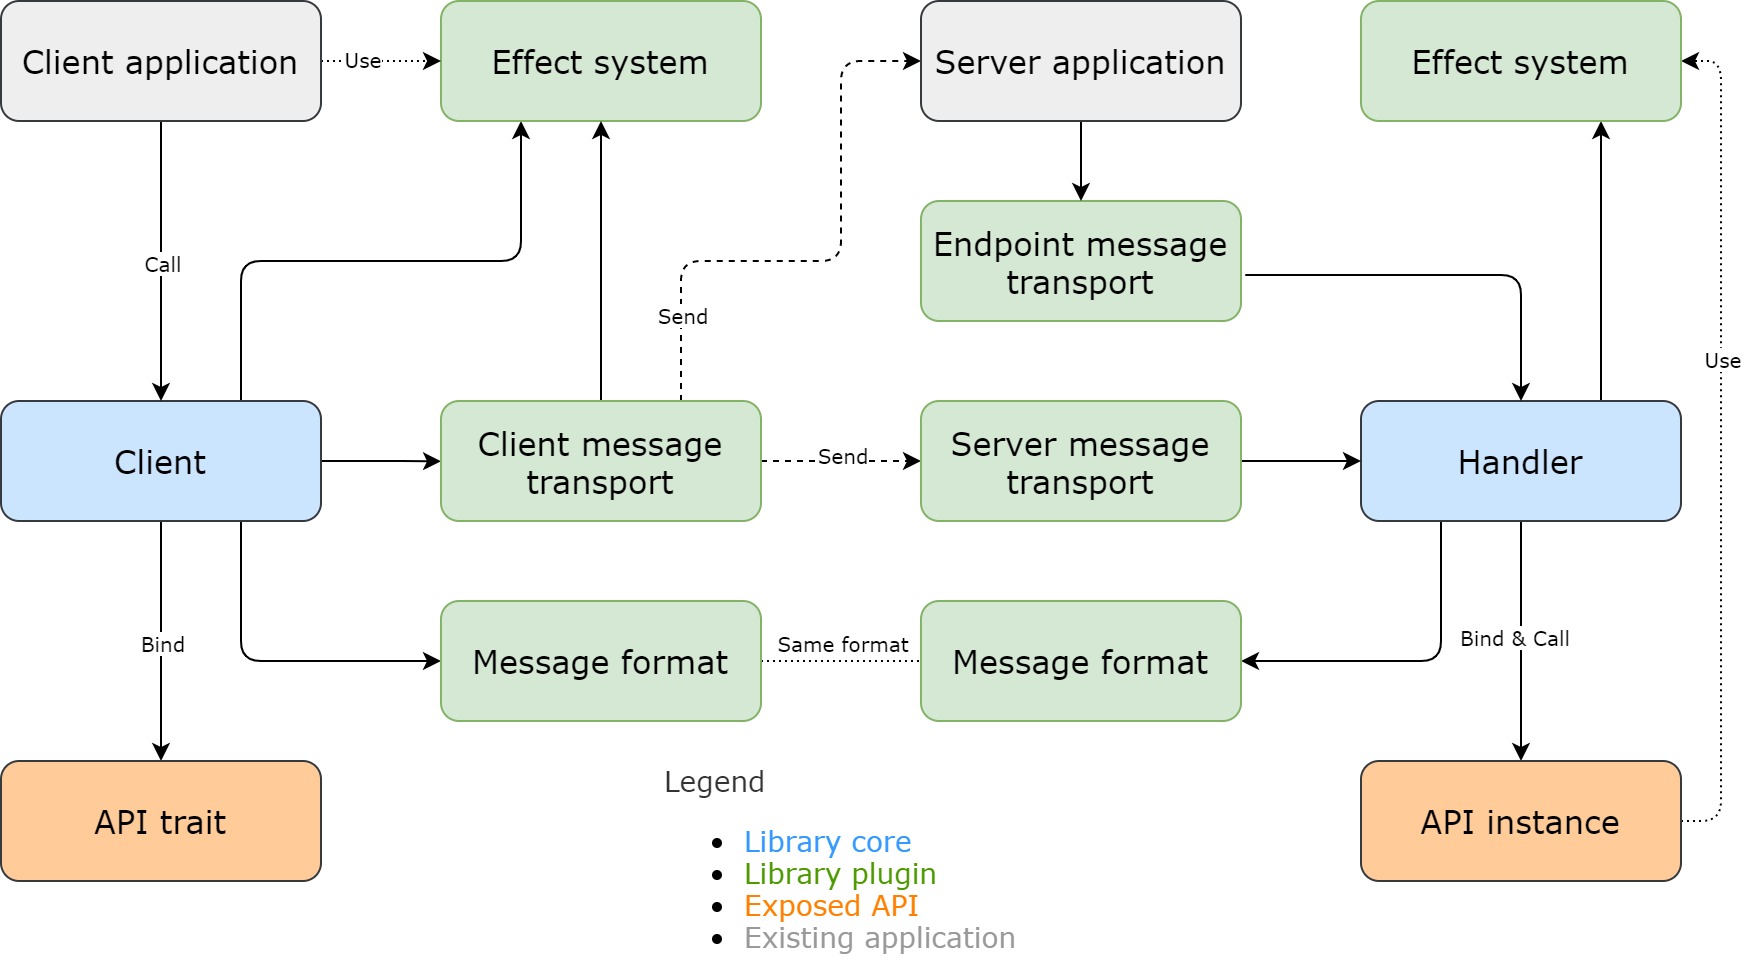 Client application
Use
Effect system
Server application
Effect system
Endpoint message
transport
Call
Send
Use
Client
Client message
transport
Send
Server message
transport
Handler
Bind
Message format
Same format
Message format
Bind & Call
API trait
API instance
Legend
Library core
Library plugin
Exposed API
Existing application